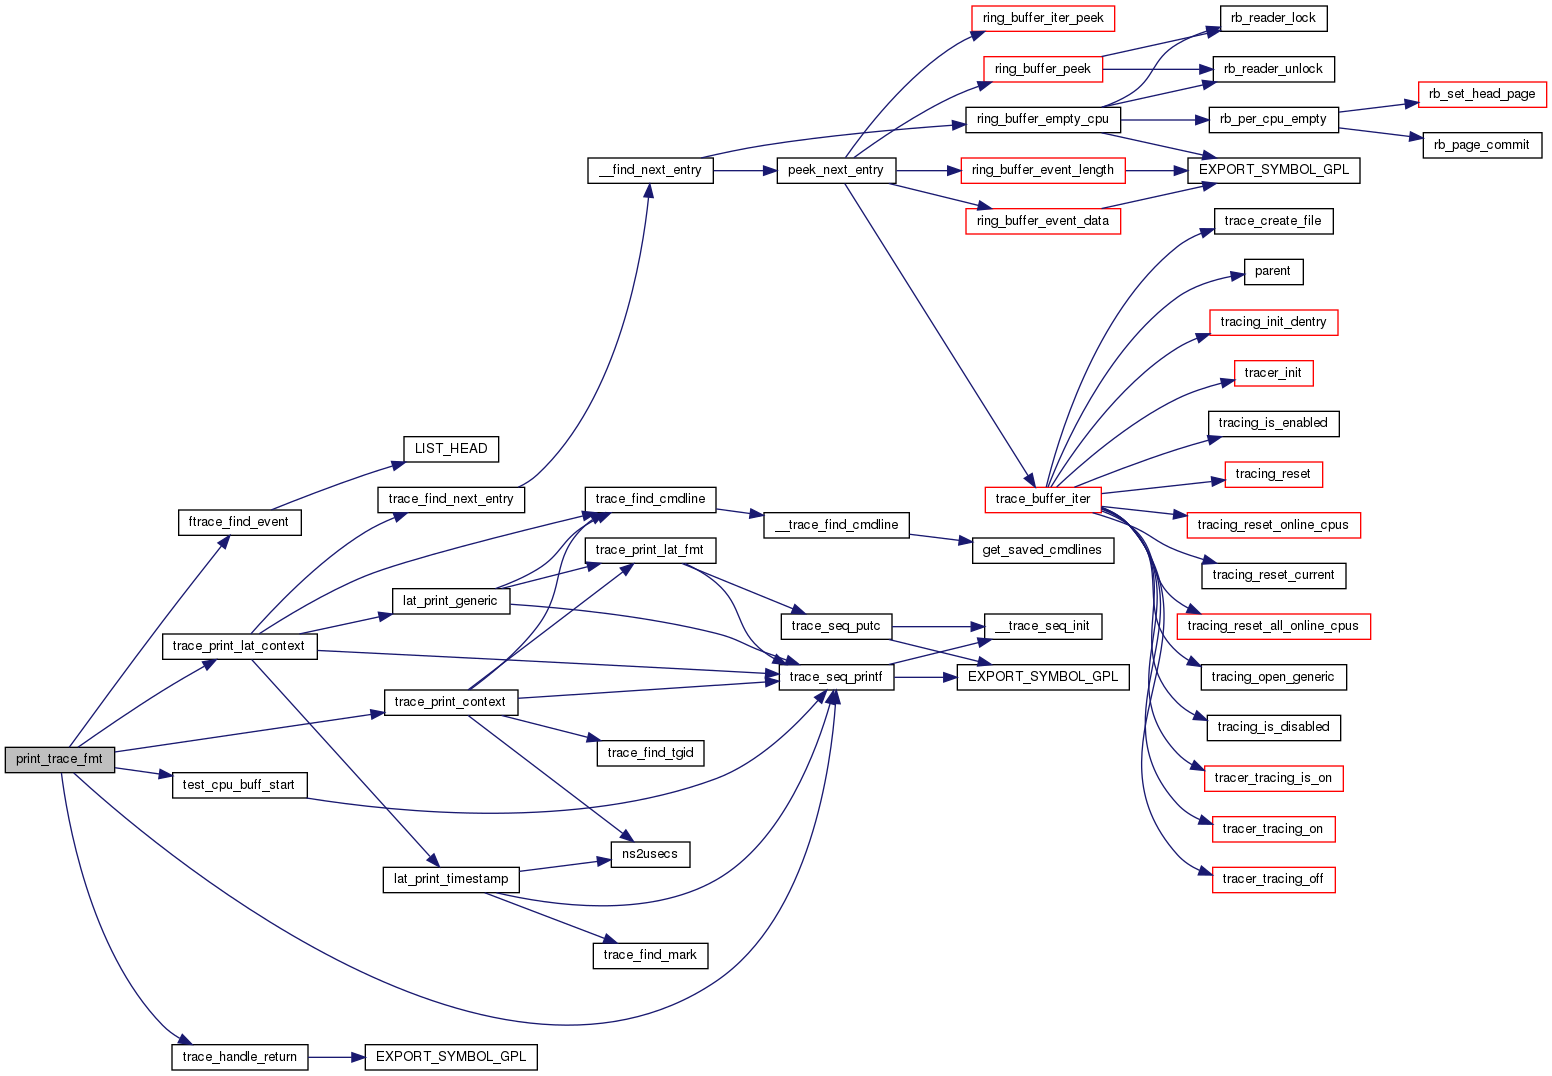 print_trace_fmt
ftrace_find_event
LIST_HEAD
trace_print_lat_context
trace_find_next_entry
__find_next_entry
peek_next_entry
ring_buffer_iter_peek
ring_buffer_peek
ring_buffer_empty_cpu
ring_buffer_event_length
ring_buffer_event_data
rb_reader_lock
rb_reader_unlock
rb_per_cpu_empty
EXPORT_SYMBOL_GPL
rb_set_head_page
rb_page_commit
trace_buffer_iter
trace_create_file
parent
tracing_init_dentry
tracer_init
tracing_is_enabled
tracing_reset
tracing_reset_online_cpus
tracing_reset_current
tracing_reset_all_online_cpus
tracing_open_generic
tracing_is_disabled
tracer_tracing_is_on
tracer_tracing_on
tracer_tracing_off
trace_find_cmdline
__trace_find_cmdline
get_saved_cmdlines
lat_print_generic
trace_print_lat_fmt
trace_seq_putc
__trace_seq_init
trace_seq_printf
EXPORT_SYMBOL_GPL
trace_print_context
trace_find_tgid
test_cpu_buff_start
ns2usecs
lat_print_timestamp
trace_find_mark
trace_handle_return
EXPORT_SYMBOL_GPL